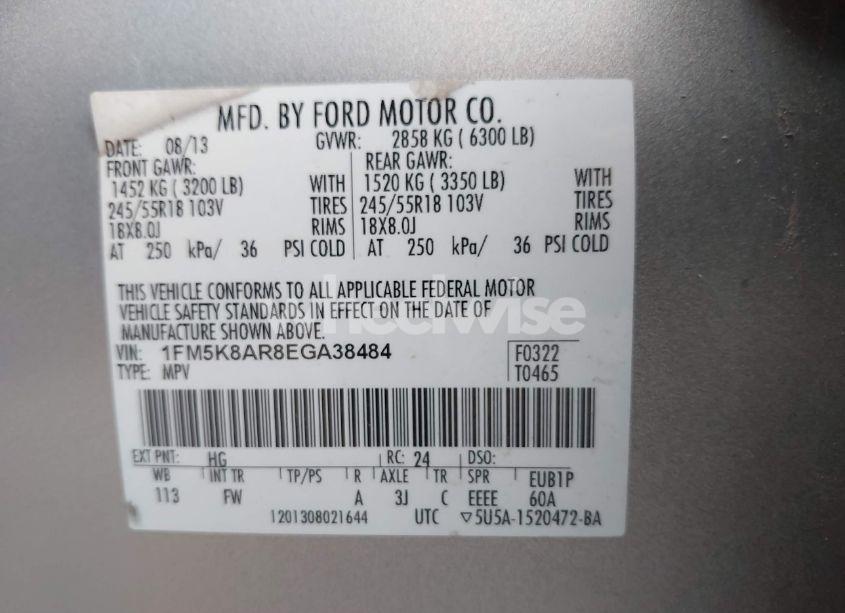 MFD. BY FORD MOTOR CO.
DATE: 08/13 GVWR: 2858 KG ( 6300 LB)
FRONT GAWR: REAR GAWR:
1452 KG ( 3200 LB) WITH 1520 KG ( 3350 LB) WITH
245/55R18 103V TIRES 245/55R18 103V TIRES
18X8.0J RIMS 18X8.0J RIMS
AT 250 kPa/ 36 PSI COLD AT 250 kPa/ 36 PSI COLD
THIS VEHICLE CONFORMS TO ALL APPLICABLE FEDERAL MOTOR
VEHICLE SAFETY STANDARDS IN EFFECT ON THE DATE OF
MANUFACTURE SHOWN ABOVE.
VIN: 1FM5K8AR8EGA38484 F0322
TYPE: MPV T0465
EXT PNT: HG RC: 24 DSO:
WB INT TR TP/PS R AXLE TR SPR EUB1P
113 FW A 3J C EEEE 60A
1201308021644 UTC ▽5U5A-1520472-BA